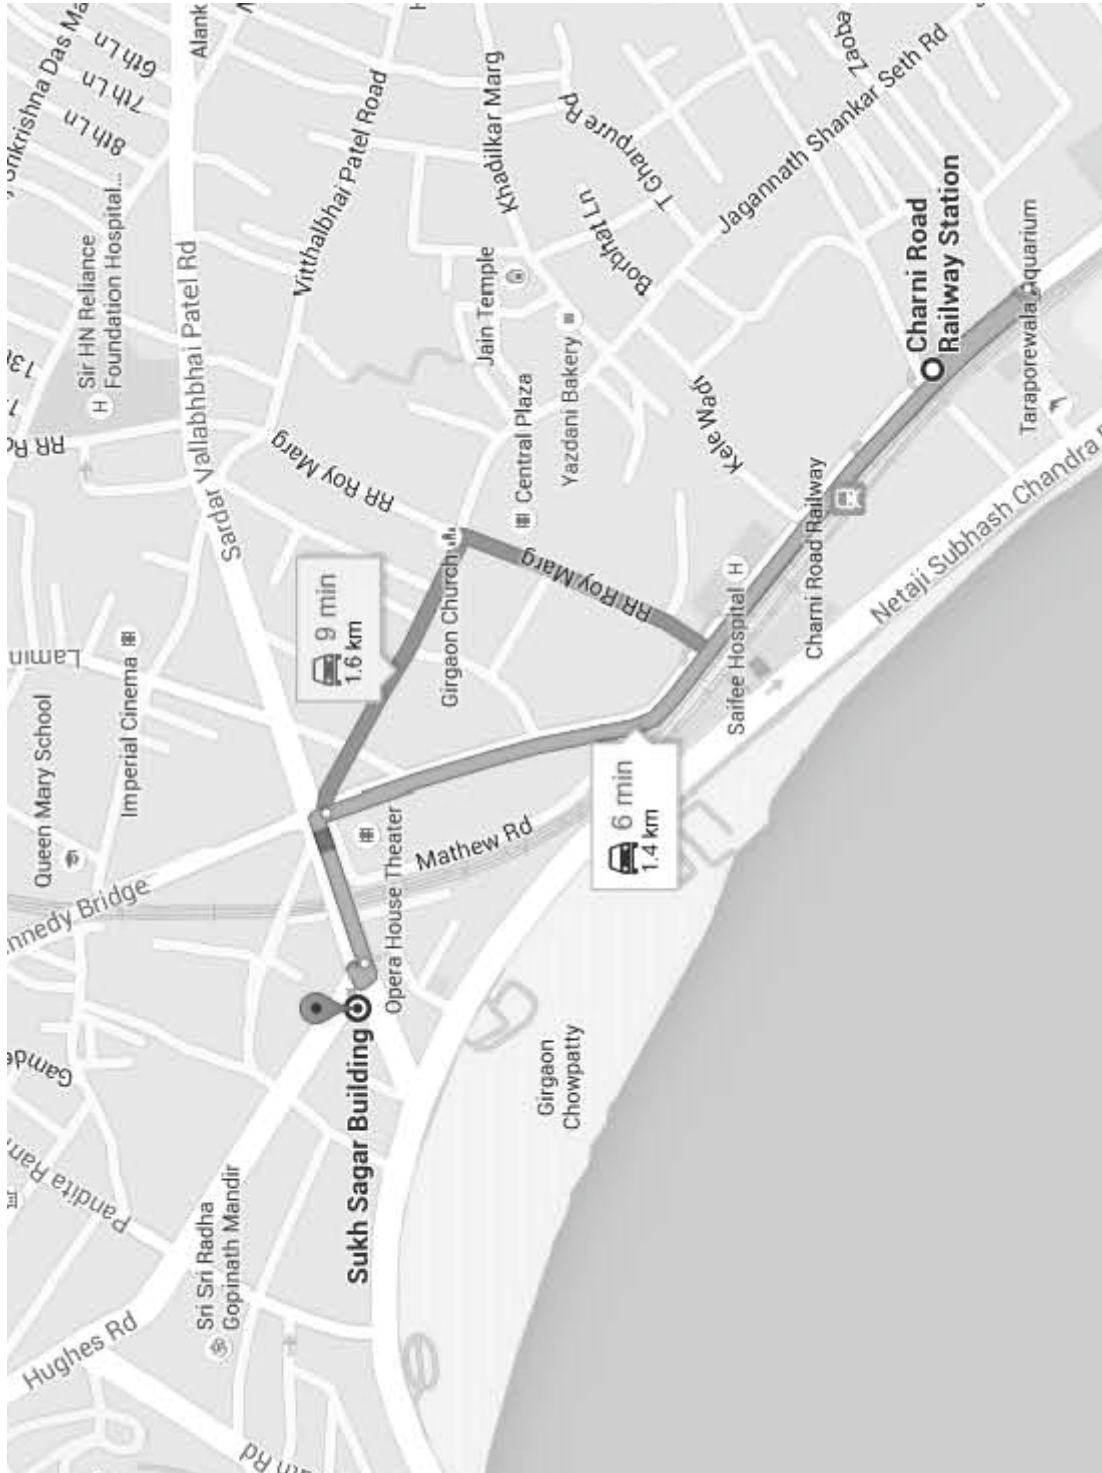 Hughes Rd
Pandita Ram
Queen Mary School
Sri Sri Radha
Gopinath Mandir
Imperial Cinema
Lamin
RR Ro
Sir HN Reliance
Foundation Hospital...
8th Ln
7th Ln
6th Ln
Alank
Sardar Vallabhbhai Patel Rd
Sukh Sagar Building
Opera House Theater
9 min
1.6 km
RR Roy Marg
Vitthalbhai Patel Road
Mathew Rd
Girgaon Church
Jain Temple
Khadilkar Marg
Central Plaza
Yazdani Bakery
RR Roy Marg
Borbhat Ln
T Gharpure Rd
Girgaon
Chowpatty
6 min
1.4 km
Saifee Hospital
Kele Wadi
Jagannath Shankar Seth Rd
Zaoba
Charni Road Railway
Charni Road
Railway Station
Netaji Subhash Chandra
Taraporewala Aquarium